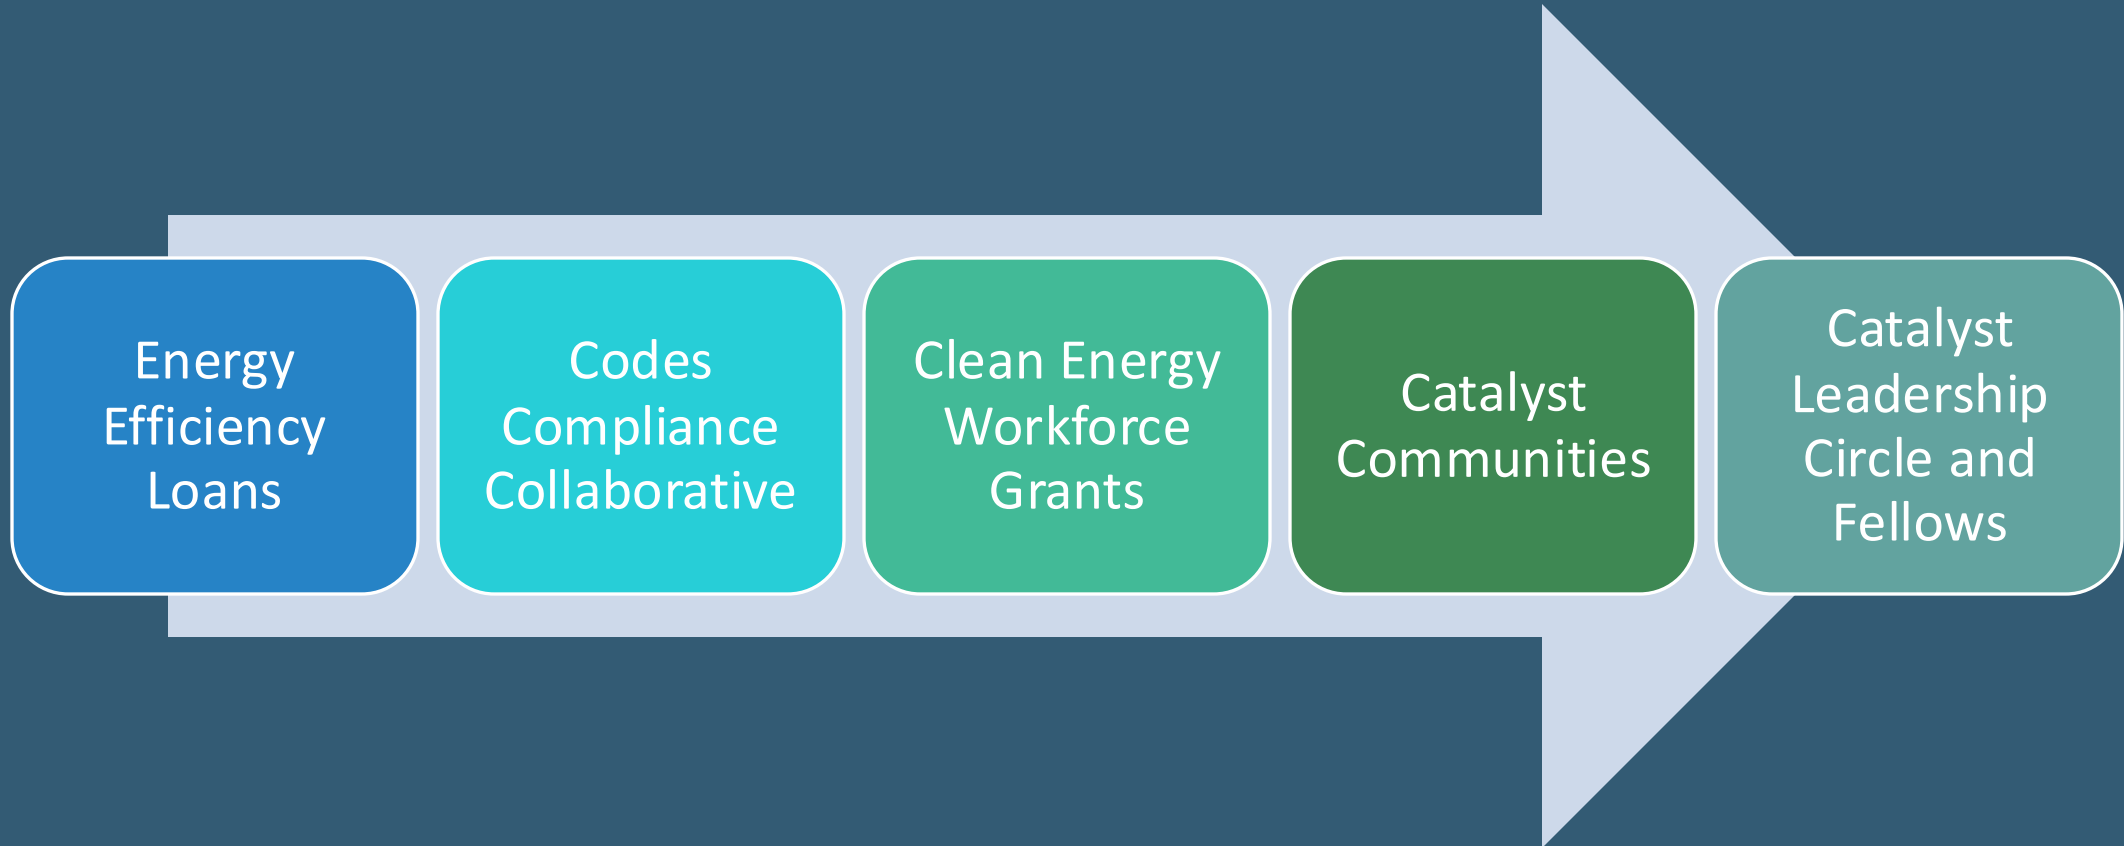 Energy
Efficiency
Loans
Codes
Compliance
Collaborative
Clean Energy
Workforce
Grants
Catalyst
Communities
Catalyst
Leadership
Circle and
Fellows